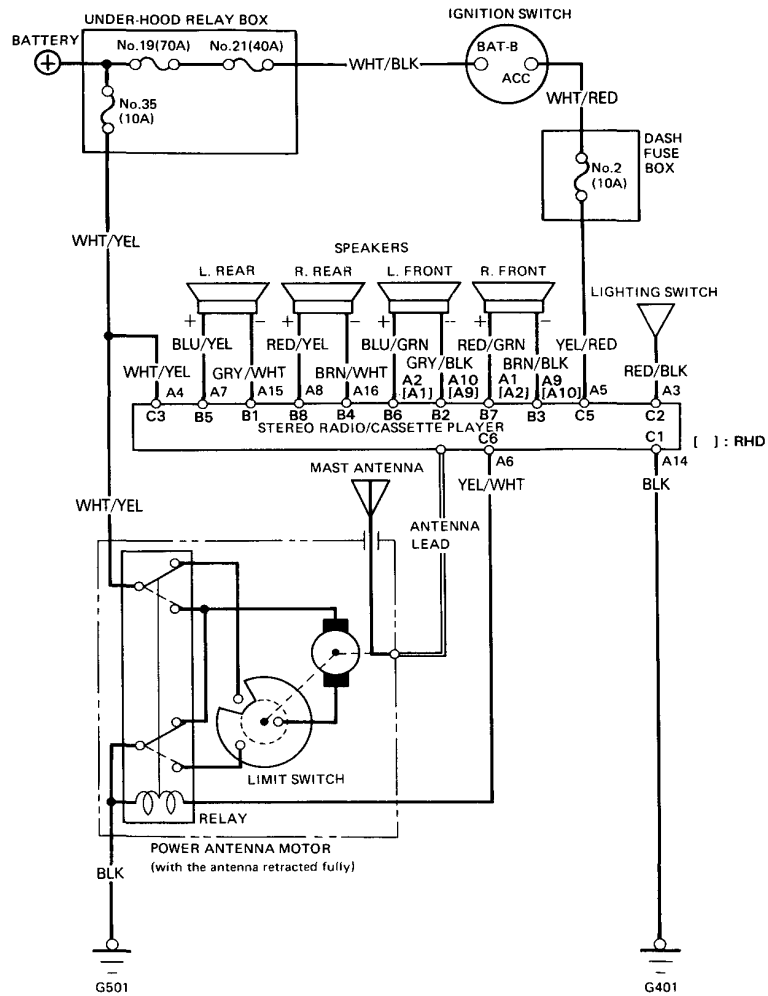 UNDER-HOOD RELAY BOX
IGNITION SWITCH
BATTERY
No.19(70A) No.21(40A)
BAT-B
WHT/BLK
ACC
No.35
(10A)
WHT/RED
DASH
FUSE
BOX
No.2
(10A)
WHT/YEL
SPEAKERS
L. REAR R. REAR L. FRONT R. FRONT
LIGHTING SWITCH
+ − + − + -- + −
BLU/YEL RED/YEL BLU/GRN RED/GRN YEL/RED
GRY/BLK BRN/BLK
WHT/YEL GRY/WHT BRN/WHT RED/BLK
A4 A7 A15 A8 A16 A2 A10 A1 A9 A5 A3
[A1] [A9] [A2] [A10]
C3 B5 B1 B8 B4 B6 B2 B7 B3 C5 C2
STEREO RADIO/CASSETTE PLAYER
C6 C1
[ ] : RHD
A6 A14
MAST ANTENNA
YEL/WHT BLK
WHT/YEL
ANTENNA
LEAD
LIMIT SWITCH
RELAY
POWER ANTENNA MOTOR
(with the antenna retracted fully)
BLK
G501 G401